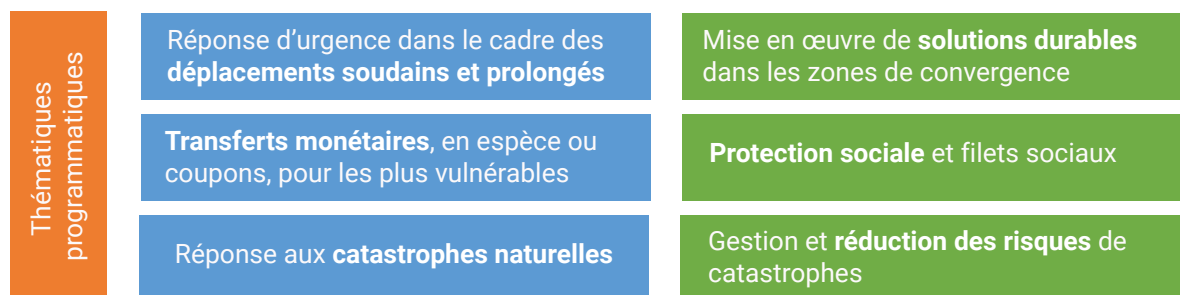 Thématiques
programmatiques
Réponse d’urgence dans le cadre des
déplacements soudains et prolongés
Mise en œuvre de solutions durables
dans les zones de convergence
Transferts monétaires, en espèce ou
coupons, pour les plus vulnérables
Protection sociale et filets sociaux
Réponse aux catastrophes naturelles
Gestion et réduction des risques de
catastrophes